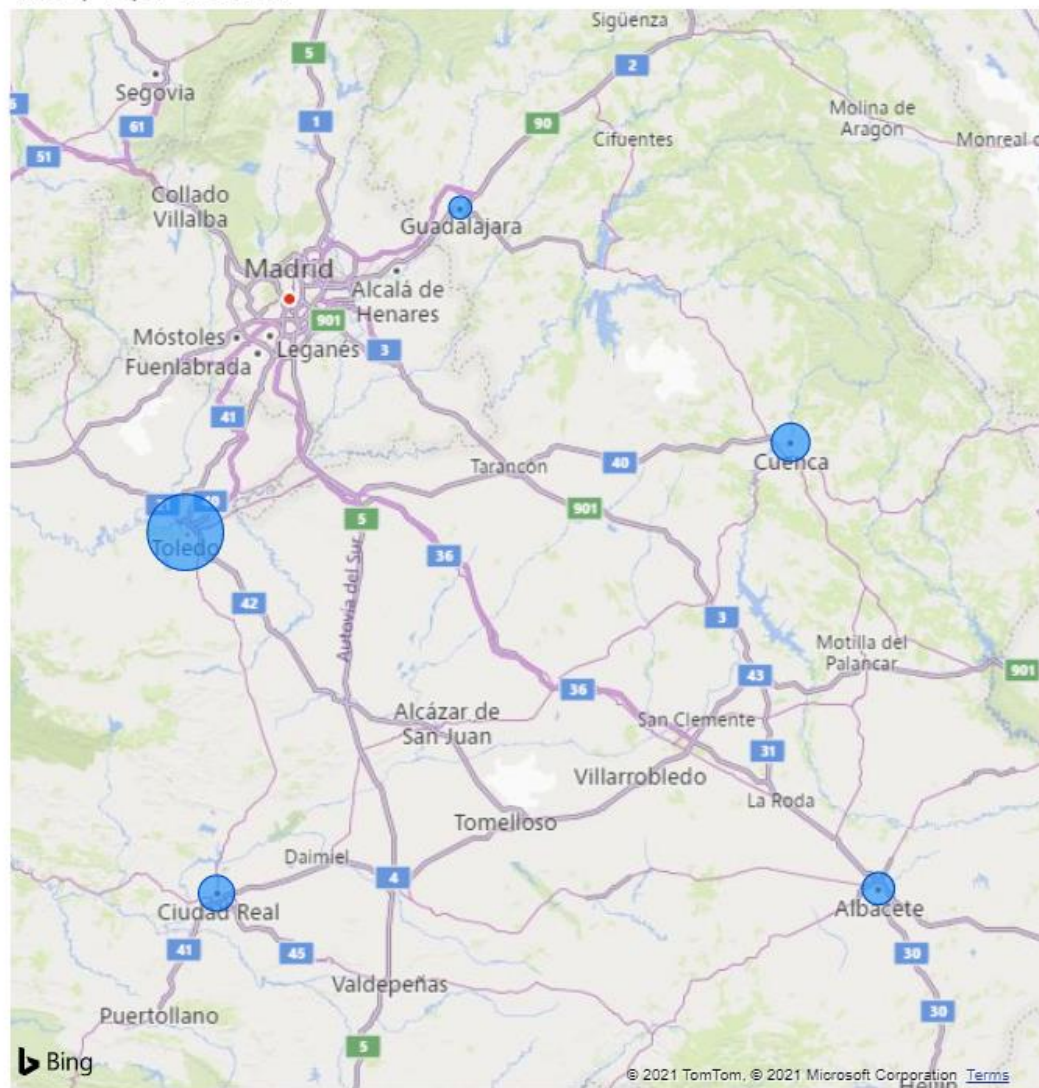 Sigüenza
5
2
Segovia
1
90
Molina de
Aragón
61
Cifuentes
Monreal
51
Collado
Villalba
Guadalajara
Madrid
Alcalá de
Henares
901
Móstoles
Leganés
3
Fuenlabrada
41
Tarancón
40
Cuenca
901
5
Toledo
36
Autovía del Sur
42
3
Motilla del
Palancar
901
43
36
Alcázar de
San Juan
San Clemente
31
Villarrobledo
La Roda
Tomelloso
Daimiel
4
Ciudad Real
Albacete
41
45
30
Valdepeñas
Puertollano
30
5
Bing
© 2021 TomTom, © 2021 Microsoft Corporation Terms